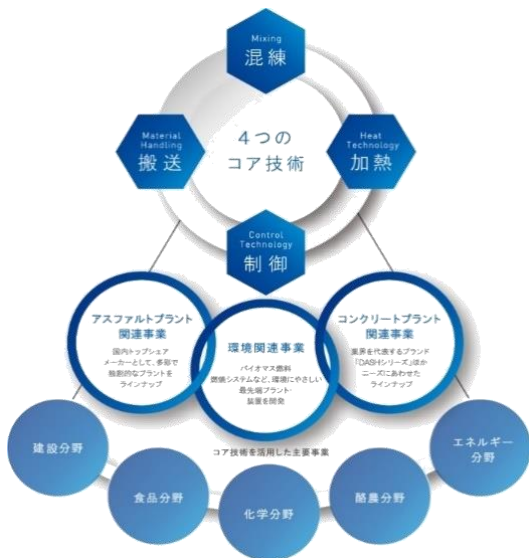 Mixing
混練
4つの
コア技術
Material
Handling
搬送
Heat
Technology
加熱
Control
Technology
制御
アスファルトプラント
関連事業
国内トップシェア
メーカーとして、多彩で
独創的なプラントを
ラインナップ
環境関連事業
バイオマス燃料
燃焼システムなど、環境にやさしい
最先端プラント・
装置を開発
コンクリートプラント
関連事業
業界を代表するブランド
「DASHシリーズ」ほか
ニーズにあわせた
ラインナップ
コア技術を活用した主要事業
建設分野
食品分野
化学分野
酪農分野
エネルギー
分野